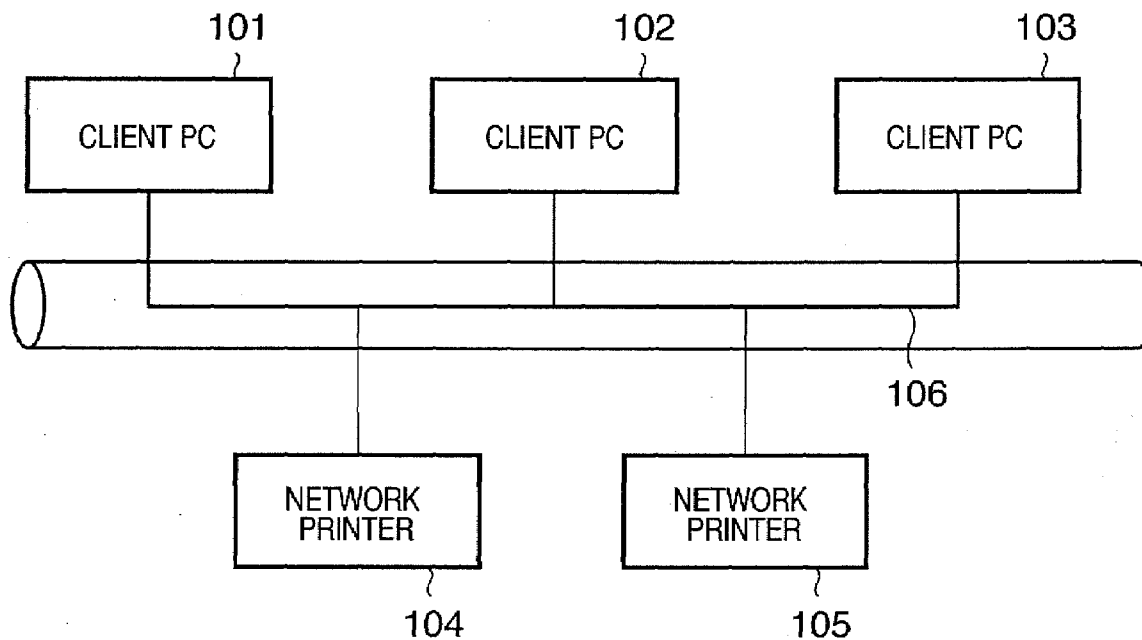 101
102
103
CLIENT PC
CLIENT PC
CLIENT PC
106
NETWORK
PRINTER
NETWORK
PRINTER
104
105